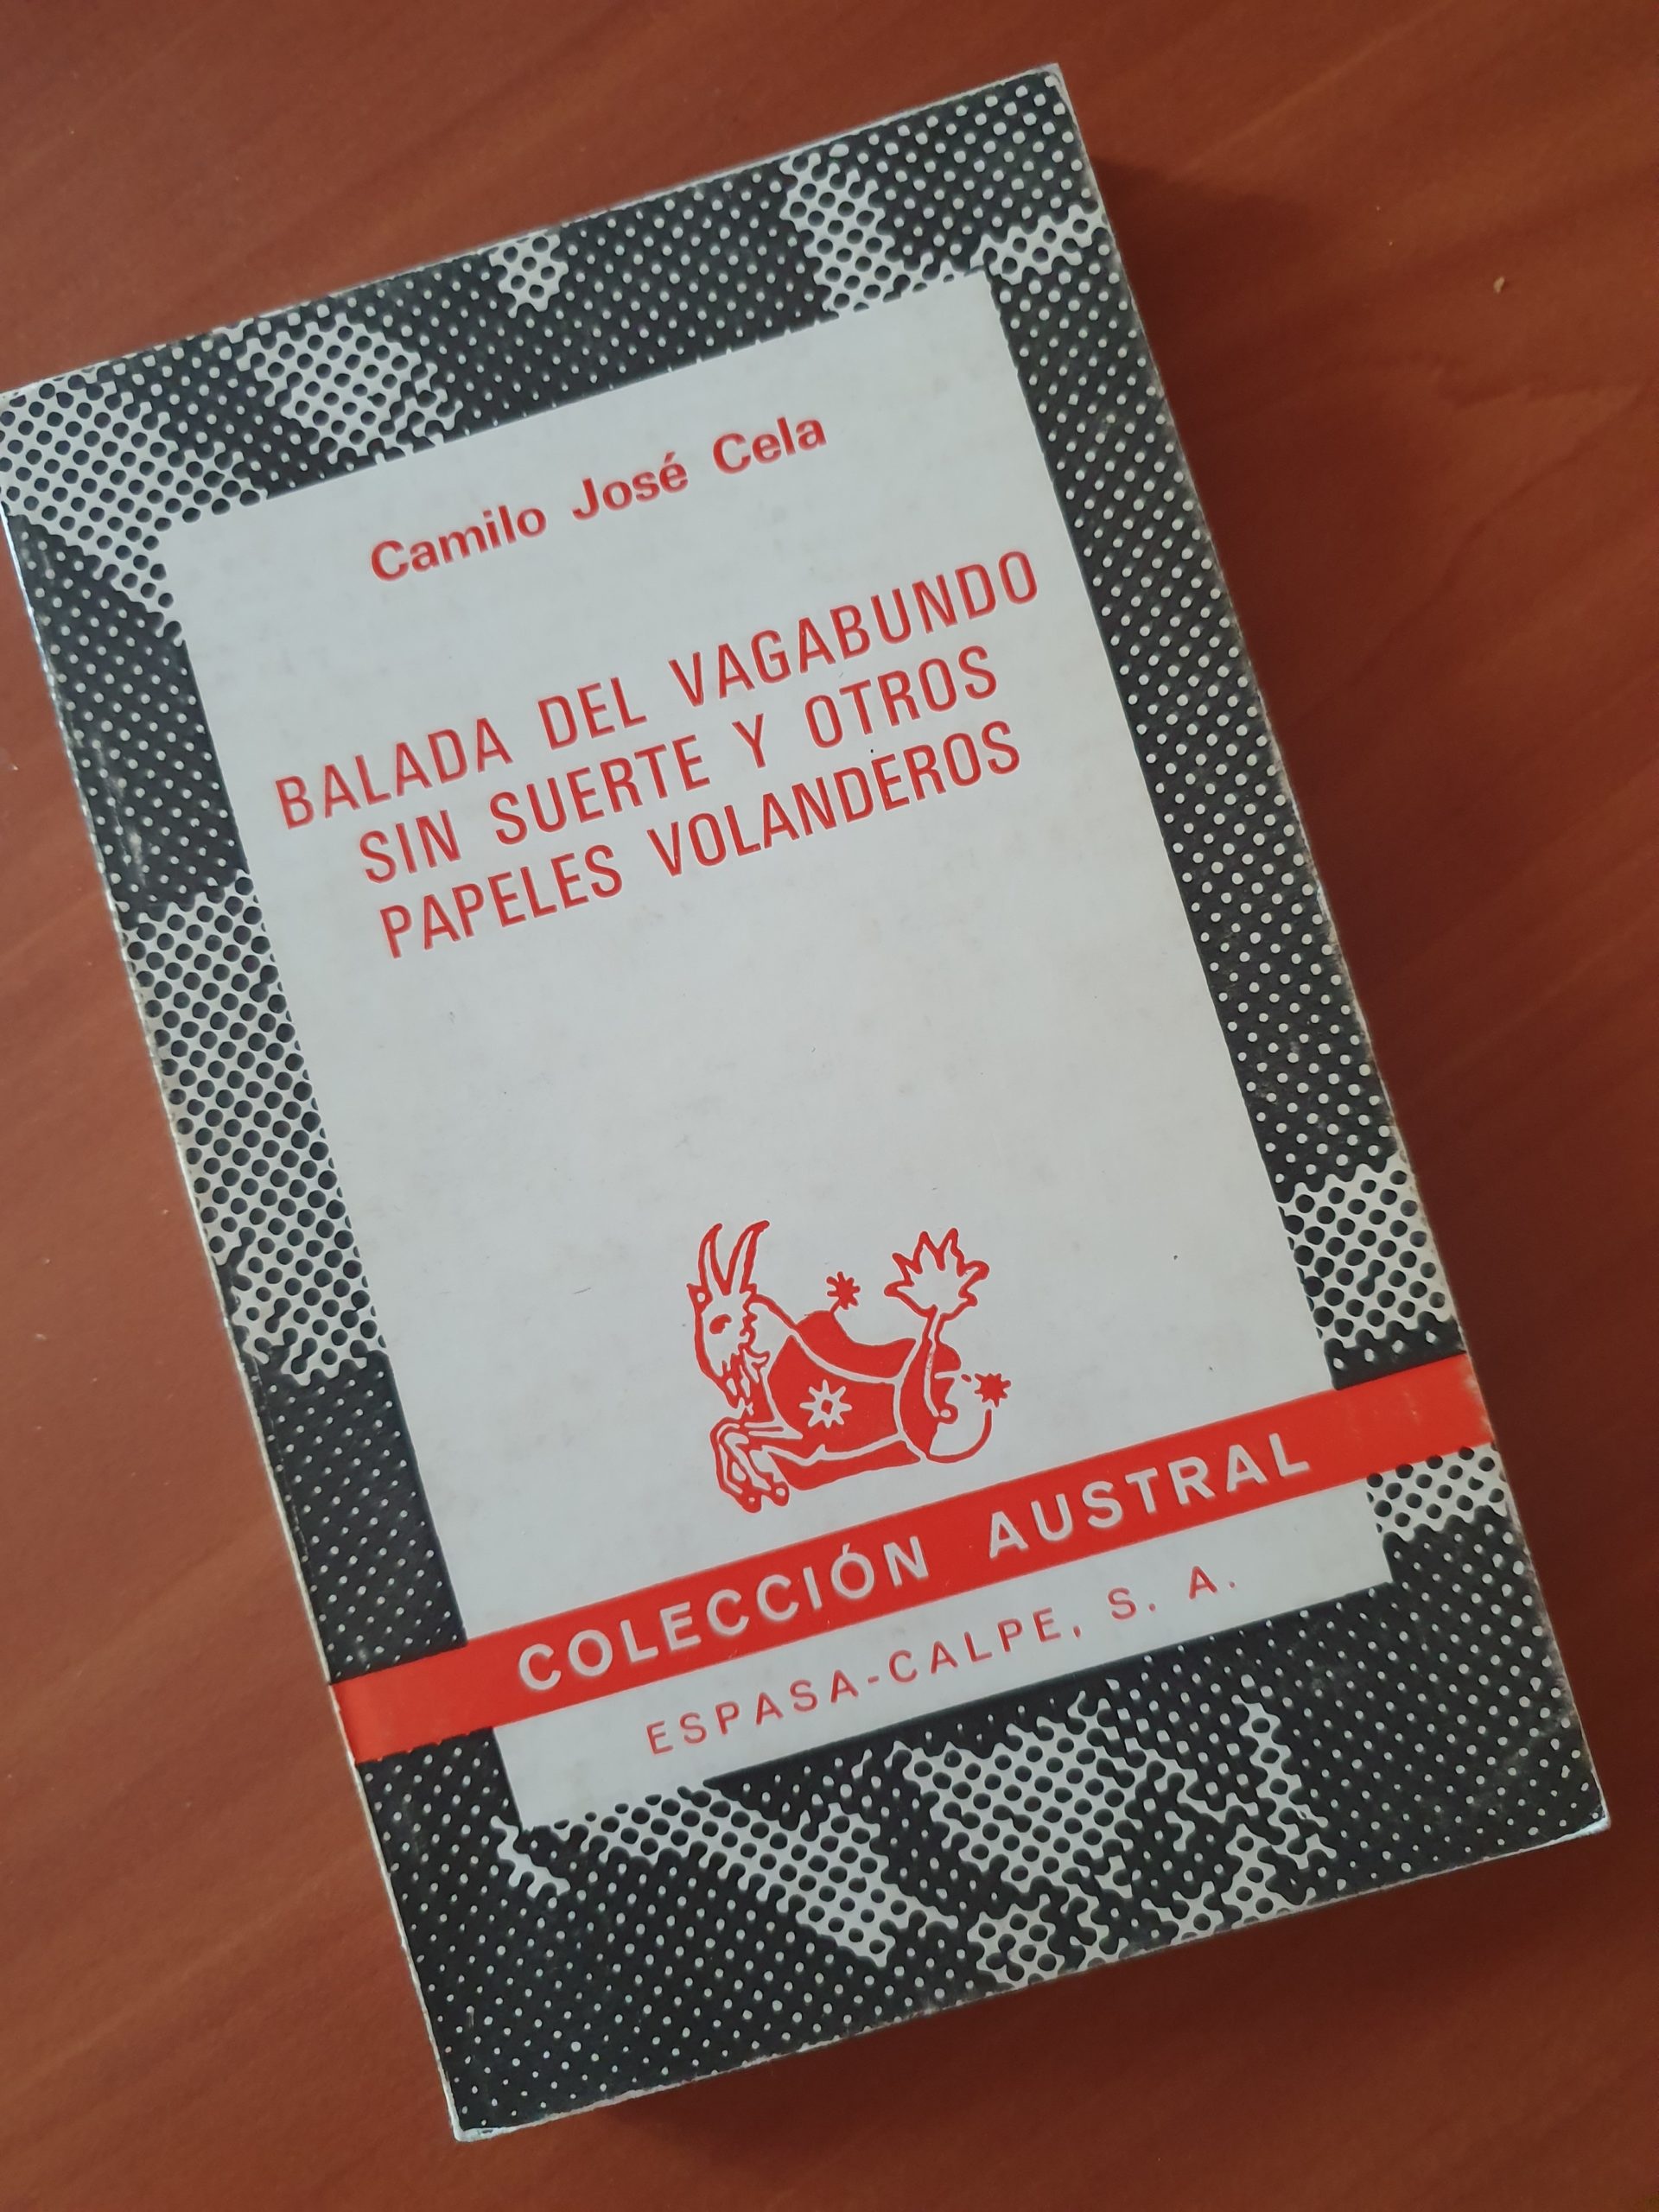 Camilo José Cela
BALADA DEL VAGABUNDO
SIN SUERTE Y OTROS
PAPELES VOLANDEROS
COLECCIÓN AUSTRAL
ESPASA-CALPE, S. A.